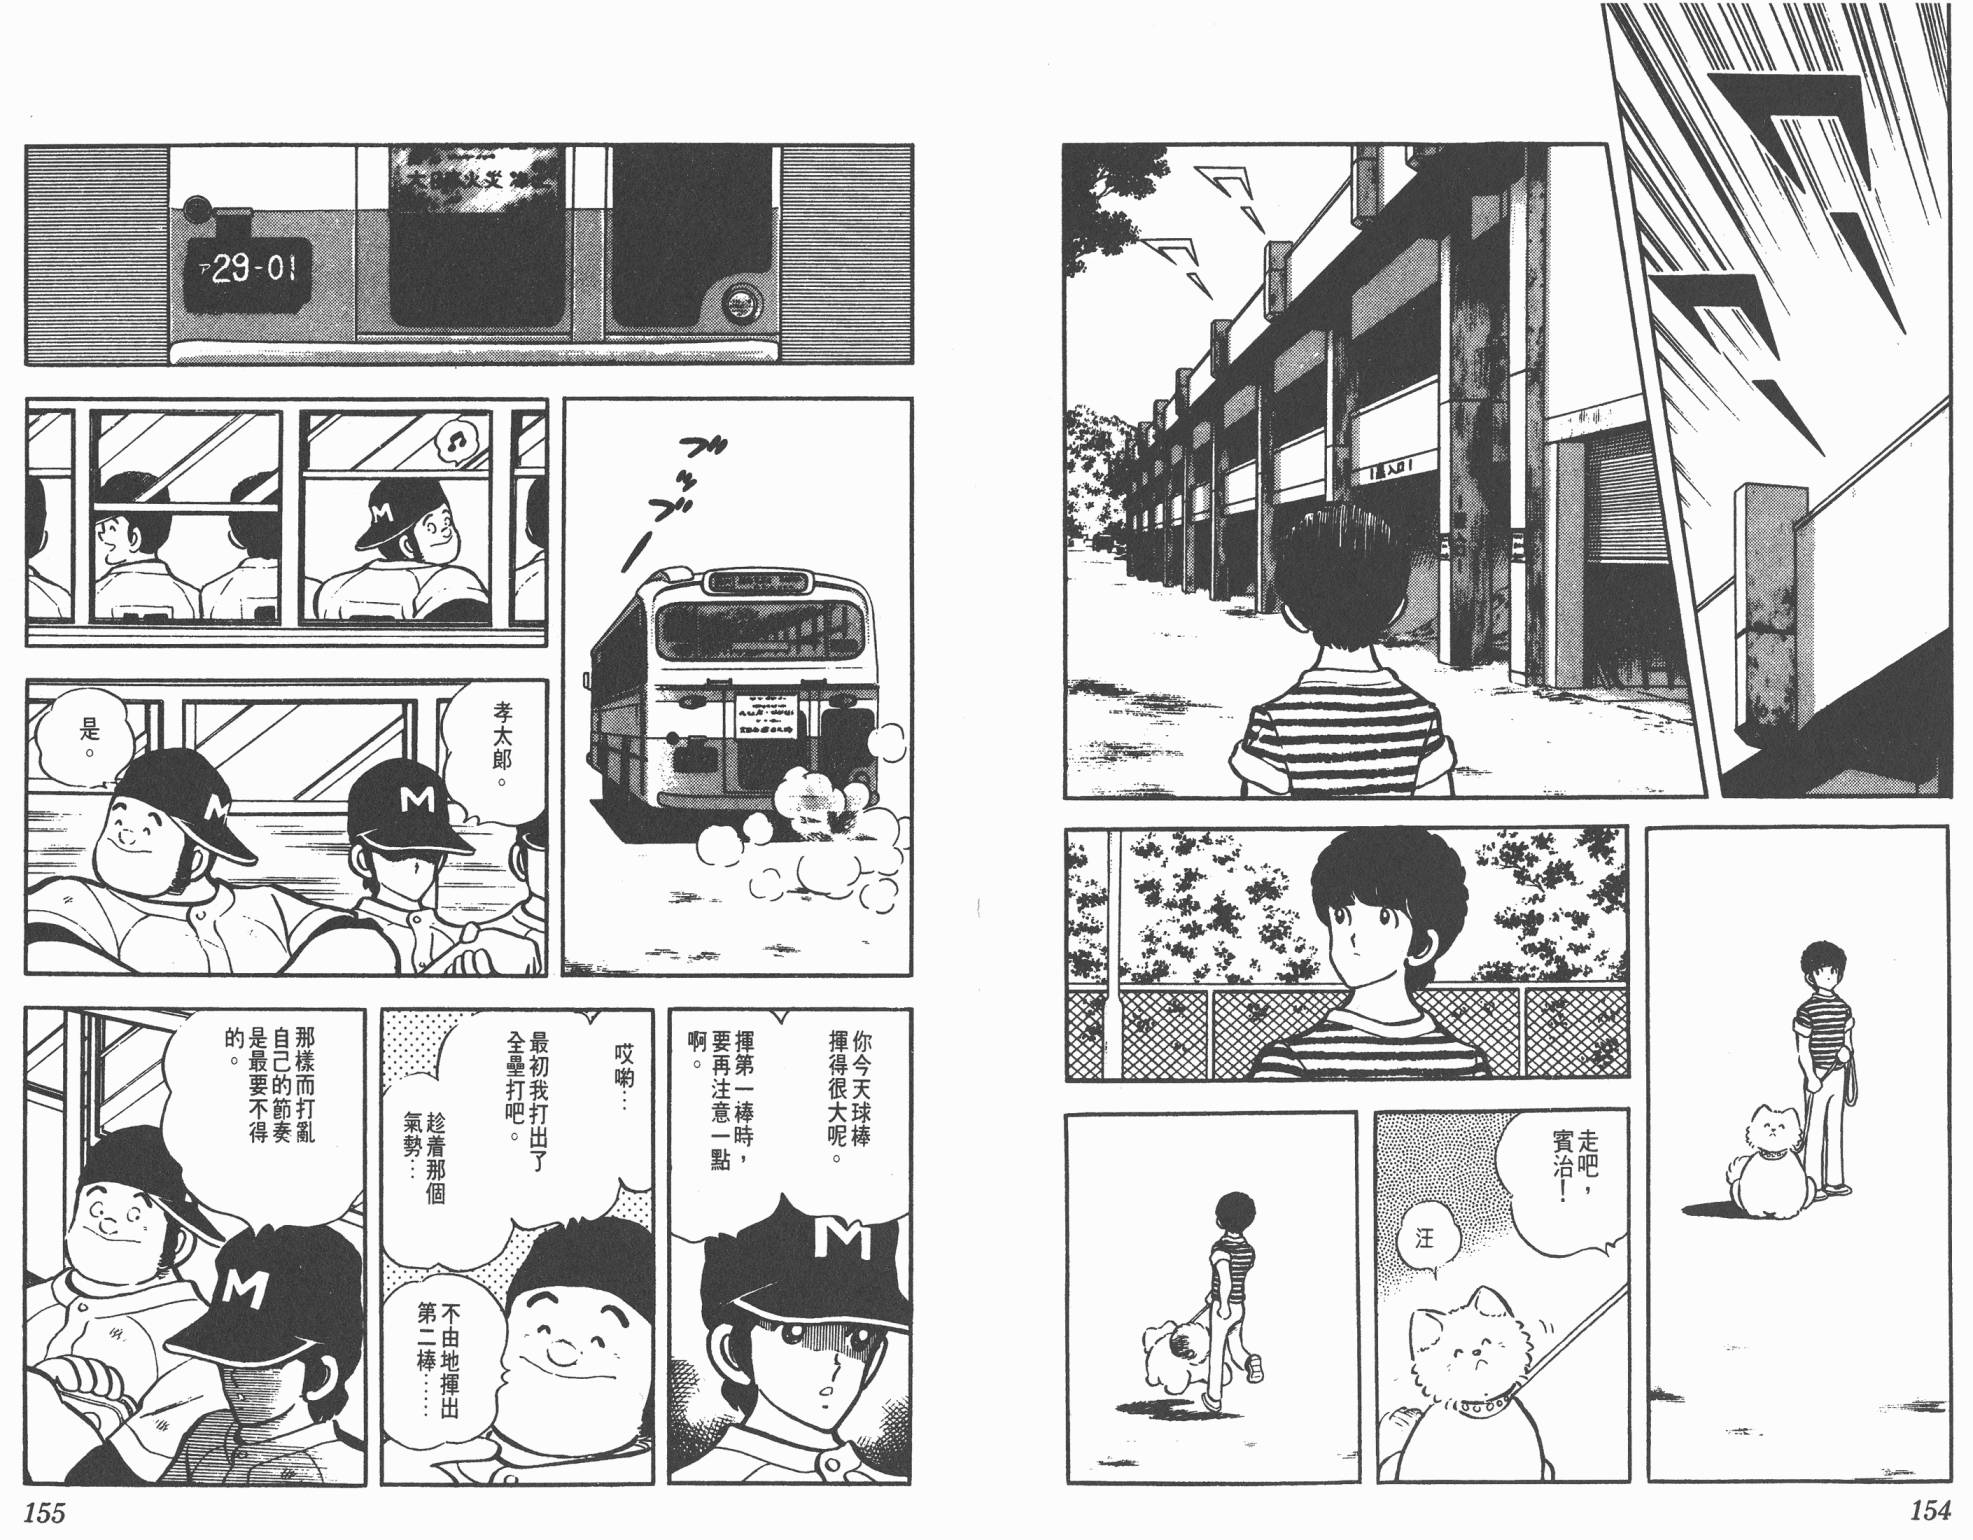 1壘入口
走吧，
賓治！
汪
154
ア29-01
孝太郎。
是。
你今天球棒
揮得很大呢。
揮第一棒時，
要再注意一點
啊。
哎喲…
最初我打出了
全壘打吧。
趁着那個
氣勢…
不由地揮出
第二棒……
那樣而打亂
自己的節奏
是最要不得
的。
M
M
M
M
M
155